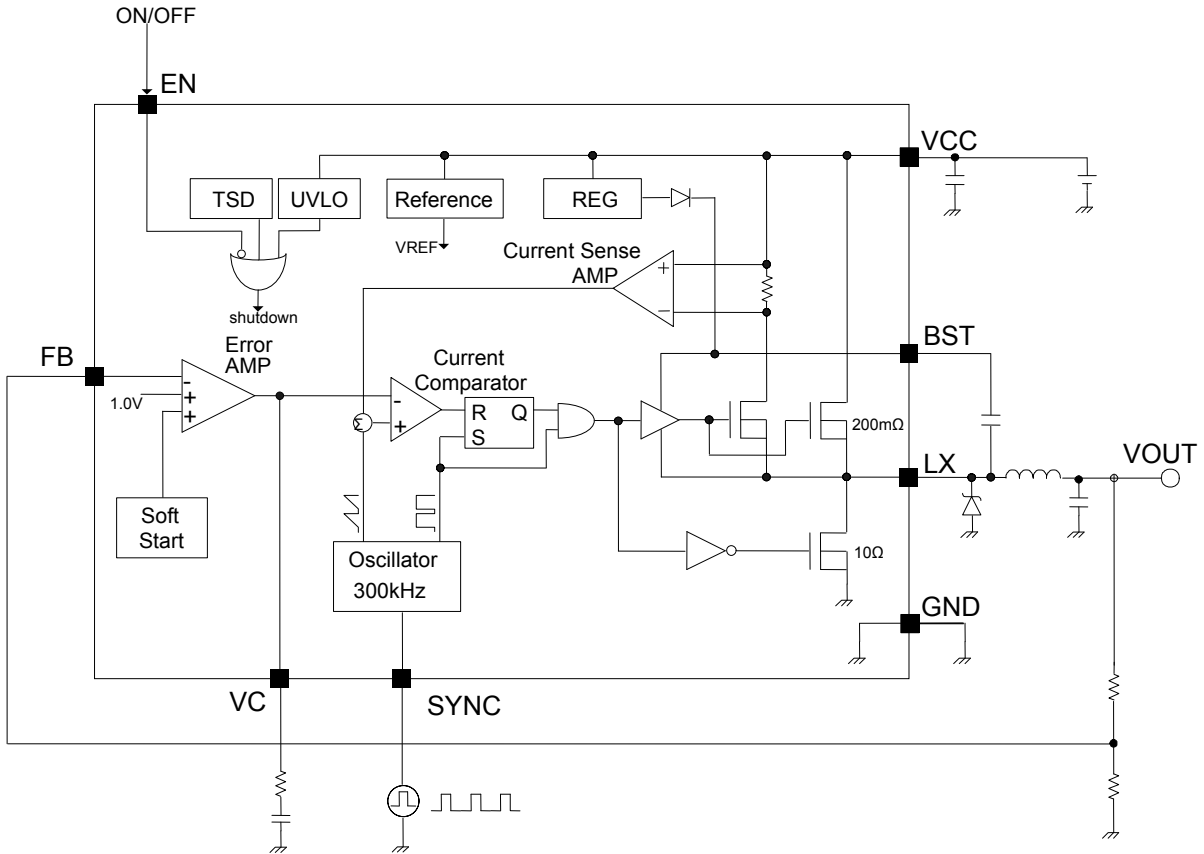 ON/OFF
EN
VCC
TSD
UVLO
Reference
REG
VREF
Current Sense
AMP
+
−
shutdown
BST
FB
Error
AMP
Current
Comparator
-
+
+
1.0V
-
+
Σ
R
Q
S
200mΩ
LX
VOUT
Soft
Start
Oscillator
300kHz
10Ω
GND
VC
SYNC